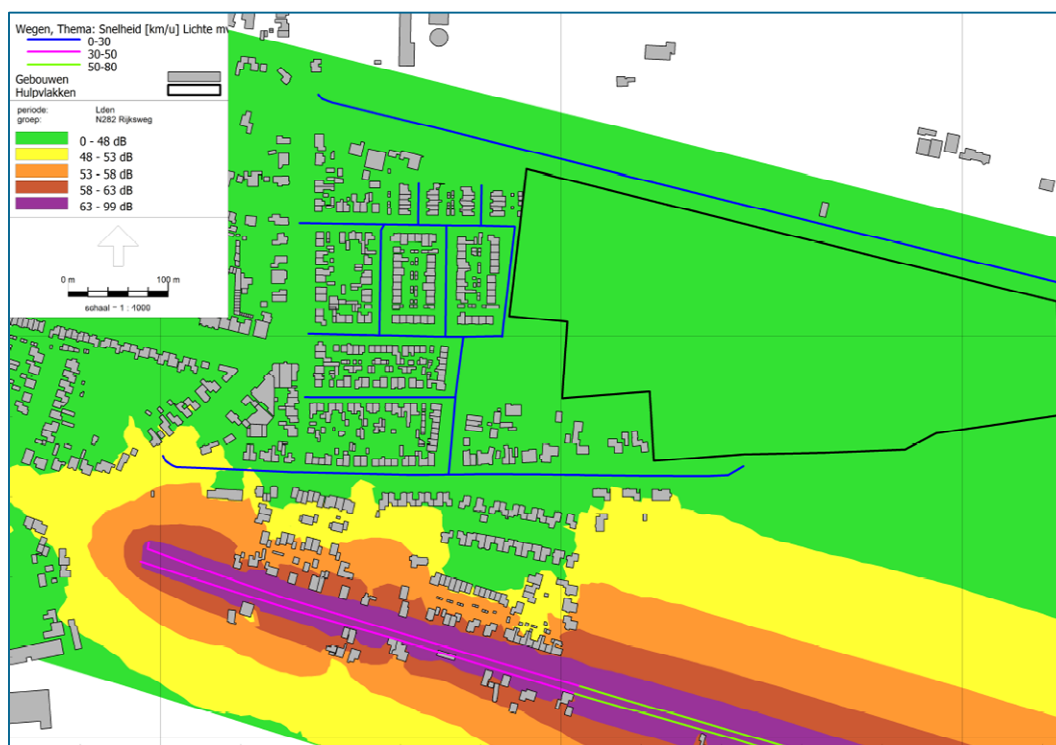 Wegen, Thema: Snelheid [km/u] Lichte mv
0-30
30-50
50-80
Gebouwen
Hulpvlakken
periode: Lden
groep: N282 Rijksweg
0 - 48 dB
48 - 53 dB
53 - 58 dB
58 - 63 dB
63 - 99 dB
0 m 100 m
schaal = 1 : 1000